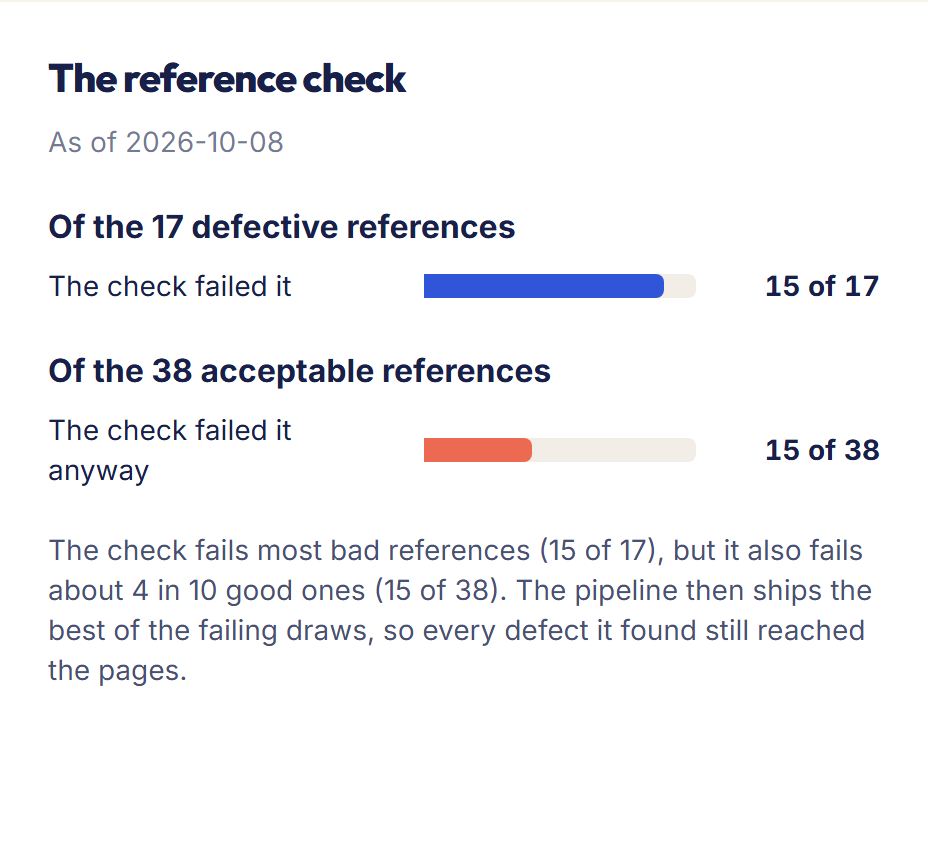 The reference check
As of 2026-10-08
Of the 17 defective references
The check failed it
15 of 17
Of the 38 acceptable references
The check failed it
anyway
15 of 38
The check fails most bad references (15 of 17), but it also fails
about 4 in 10 good ones (15 of 38). The pipeline then ships the
best of the failing draws, so every defect it found still reached
the pages.